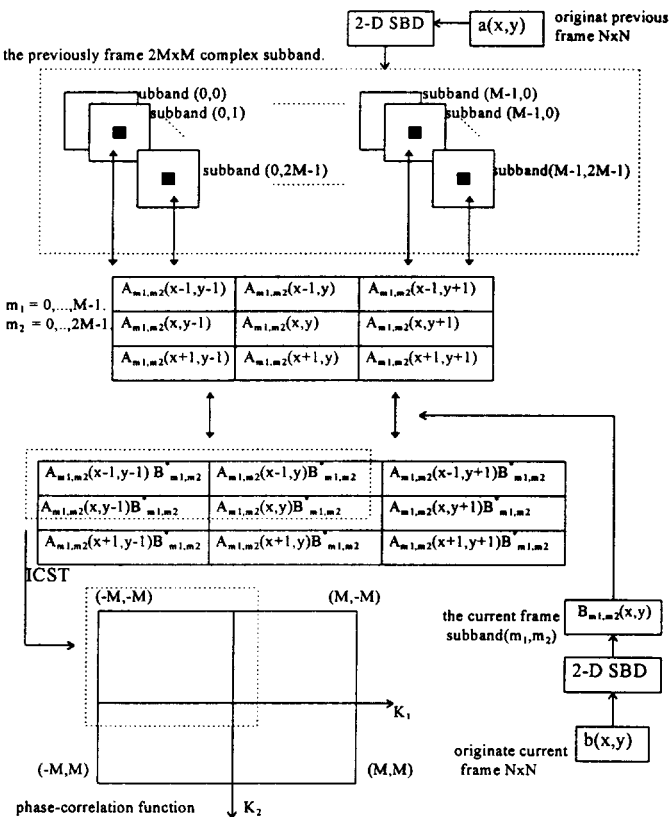 2-D SBD
a(x,y)
originat previous
frame NxN
the previously frame 2MxM complex subband.
ubband (0,0)
subband (0,1)
subband (0,2M-1)
subband (M-1,0)
subband (M-1,0)
subband(M-1,2M-1)
m₁ = 0,...,M-1.
m₂ = 0,..,2M-1.
Aₘ₁,ₘ₂(x-1,y-1) Aₘ₁,ₘ₂(x-1,y) Aₘ₁,ₘ₂(x-1,y+1)
Aₘ₁,ₘ₂(x,y-1) Aₘ₁,ₘ₂(x,y) Aₘ₁,ₘ₂(x,y+1)
Aₘ₁,ₘ₂(x+1,y-1) Aₘ₁,ₘ₂(x+1,y) Aₘ₁,ₘ₂(x+1,y+1)
Aₘ₁,ₘ₂(x-1,y-1) B*ₘ₁,ₘ₂ Aₘ₁,ₘ₂(x-1,y)B*ₘ₁,ₘ₂ Aₘ₁,ₘ₂(x-1,y+1)B*ₘ₁,ₘ₂
Aₘ₁,ₘ₂(x,y-1)B*ₘ₁,ₘ₂ Aₘ₁,ₘ₂(x,y)B*ₘ₁,ₘ₂ Aₘ₁,ₘ₂(x,y+1)B*ₘ₁,ₘ₂
Aₘ₁,ₘ₂(x+1,y-1)B*ₘ₁,ₘ₂ Aₘ₁,ₘ₂(x+1,y)B*ₘ₁,ₘ₂ Aₘ₁,ₘ₂(x+1,y+1)B*ₘ₁,ₘ₂
ICST
(-M,-M)
(M,-M)
K₁
(-M,M)
(M,M)
phase-correlation function
K₂
the current frame
subband(m₁,m₂)
Bₘ₁,ₘ₂(x,y)
2-D SBD
b(x,y)
originate current
frame NxN